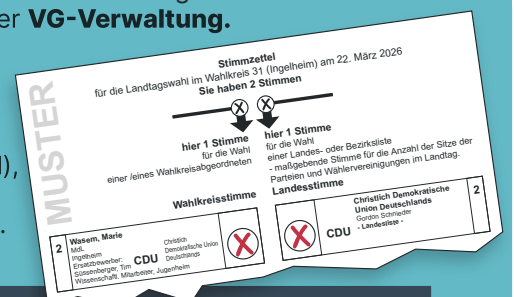 er VG-Verwaltung.
MUSTER
Stimmzettel
für die Landtagswahl im Wahlkreis 31 (Ingelheim) am 22. März 2026
Sie haben 2 Stimmen
hier 1 Stimme
für die Wahl
einer /eines Wahlkreisabgeordneten
hier 1 Stimme
für die Wahl
einer Landes- oder Bezirksliste
- maßgebende Stimme für die Anzahl der Sitze der
Parteien und Wählervereinigungen im Landtag.
Wahlkreisstimme
Landesstimme
2
Wasem, Marie
MdL
Ingelheim
Ersatzbewerber:
Süssenberger, Tim
Wissenschaftl. Mitarbeiter, Jugenheim
CDU
Christlich
Demokratische Union
Deutschlands
CDU
Christlich Demokratische
Union Deutschlands
Gordon Schnieder
- Landesliste -
2